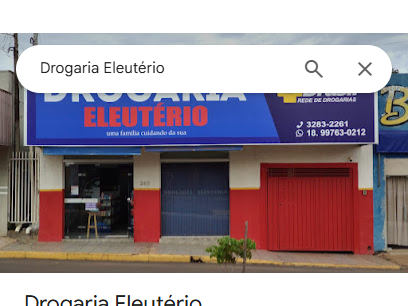 Drogaria Eleutério
DROGARIA
ELEUTÉRIO
uma família cuidando da sua
Brasil
REDE DE DROGARIAS
3283-2261
18. 99763-0212
B
Drogaria Eleutério